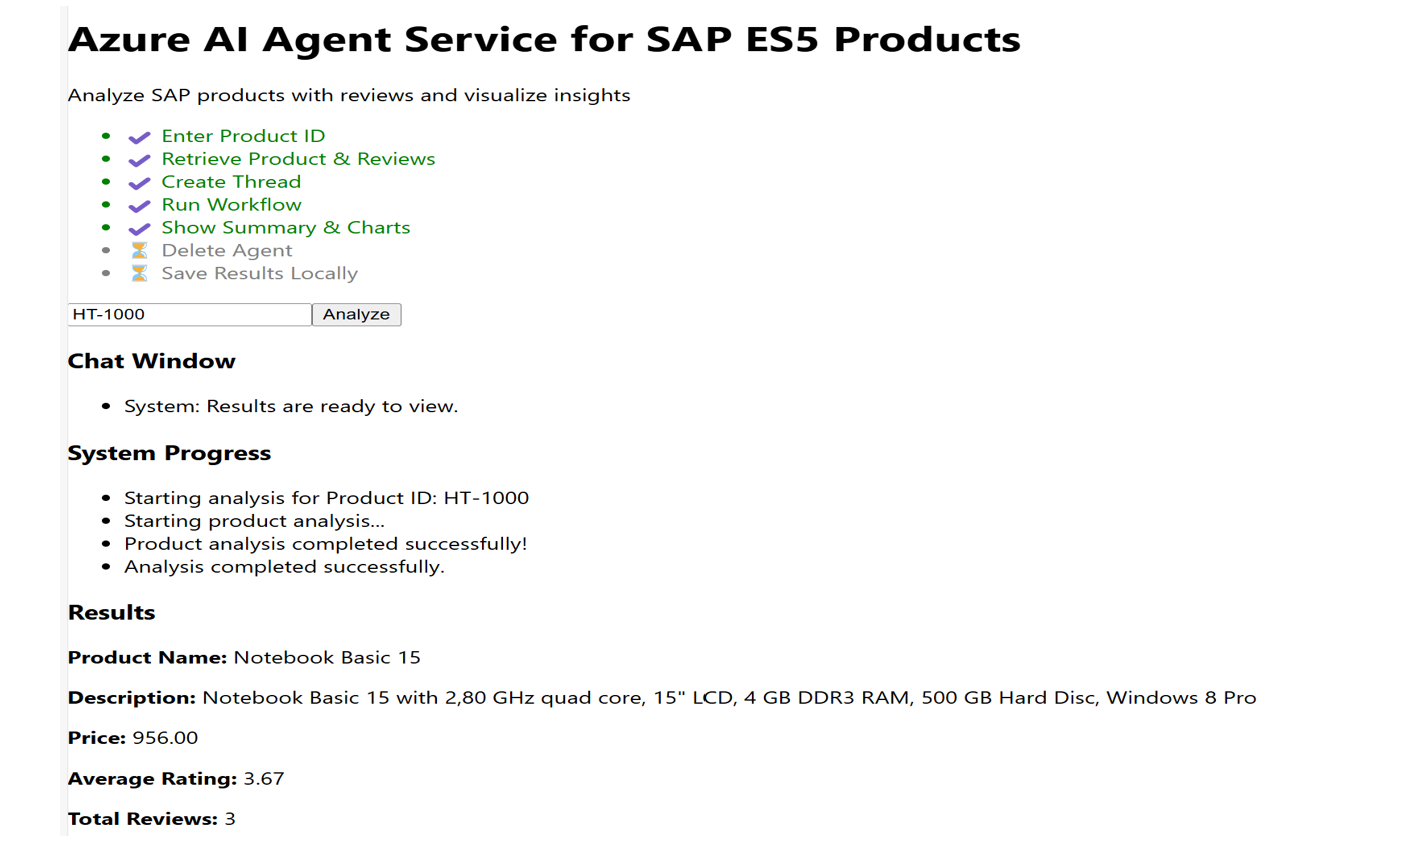 Azure AI Agent Service for SAP ES5 Products
Analyze SAP products with reviews and visualize insights
Enter Product ID
Retrieve Product & Reviews
Create Thread
Run Workflow
Show Summary & Charts
Delete Agent
Save Results Locally
HT-1000 Analyze
Chat Window
System: Results are ready to view.
System Progress
Starting analysis for Product ID: HT-1000
Starting product analysis...
Product analysis completed successfully!
Analysis completed successfully.
Results
Product Name: Notebook Basic 15
Description: Notebook Basic 15 with 2,80 GHz quad core, 15" LCD, 4 GB DDR3 RAM, 500 GB Hard Disc, Windows 8 Pro
Price: 956.00
Average Rating: 3.67
Total Reviews: 3